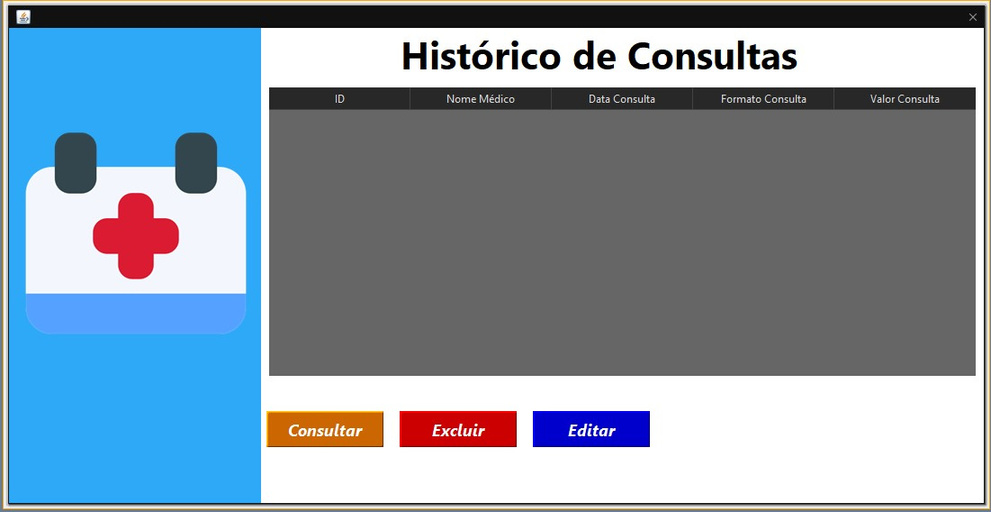 Histórico de Consultas
ID Nome Médico Data Consulta Formato Consulta Valor Consulta
Consultar Excluir Editar